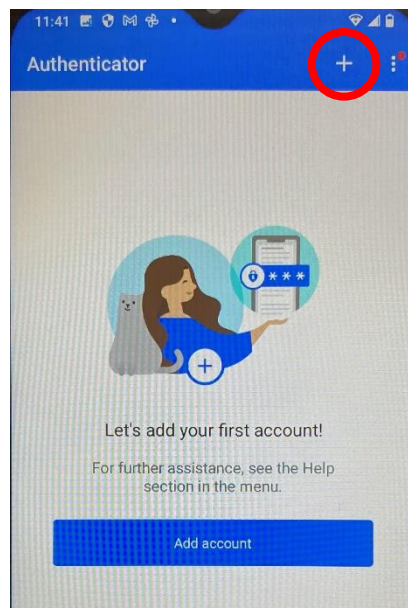 11:41
Authenticator
* * *
Let's add your first account!
For further assistance, see the Help
section in the menu.
Add account